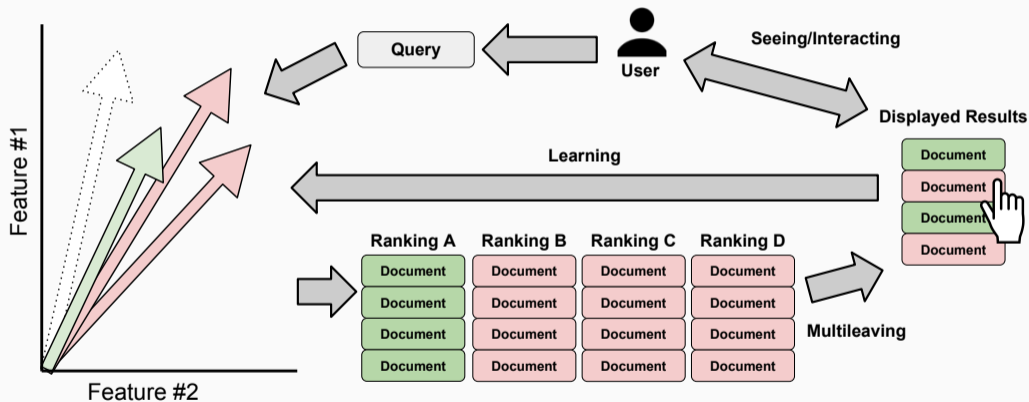 Query
User
Seeing/Interacting
Displayed Results
Document
Document
Document
Document
Learning
Feature #1
Feature #2
Ranking A Ranking B Ranking C Ranking D
Document Document Document Document
Document Document Document Document
Document Document Document Document
Document Document Document Document
Multileaving